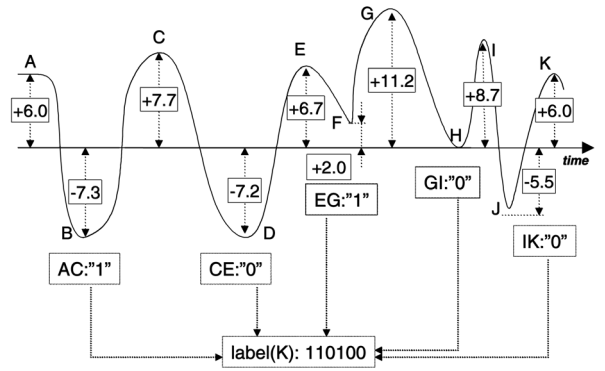 G
C
A
E
I
K
+11.2
+6.0
+7.7
+6.7
F
+8.7
+6.0
H
time
+2.0
-7.3
-7.2
GI:”0”
-5.5
EG:”1”
J
B
D
IK:”0”
AC:”1”
CE:”0”
label(K): 110100